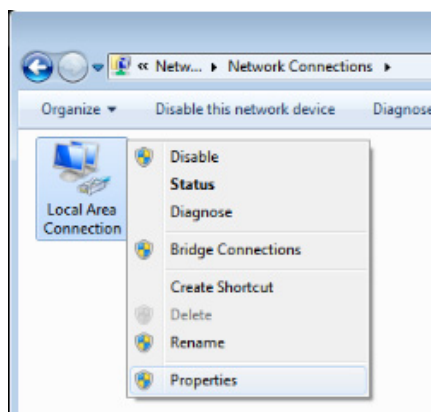 « Netw... ▸ Network Connections ▸
Organize ▾ Disable this network device Diagnose
Local Area
Connection
Disable
Status
Diagnose
Bridge Connections
Create Shortcut
Delete
Rename
Properties